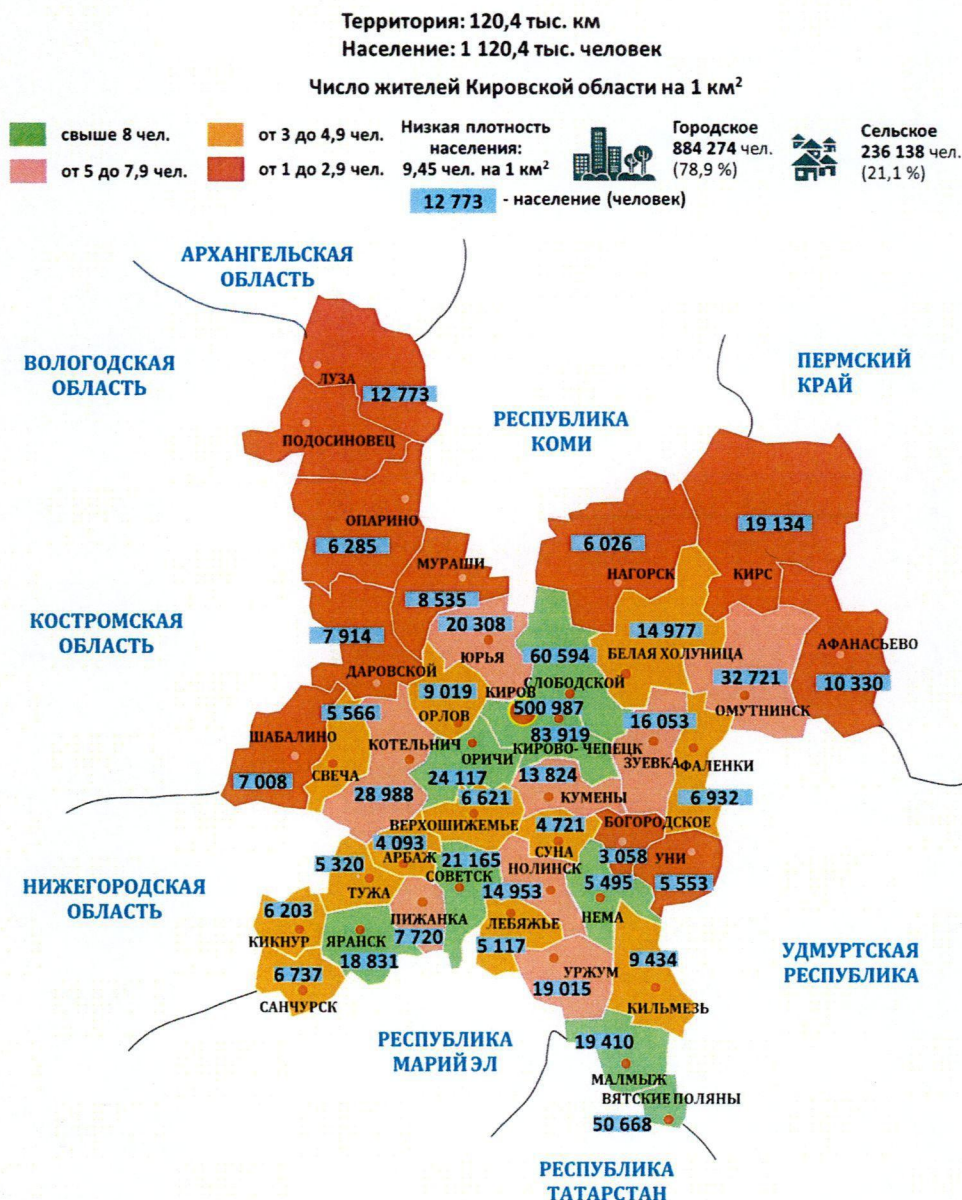 Территория: 120,4 тыс. км
Население: 1 120,4 тыс. человек
Число жителей Кировской области на 1 км²
свыше 8 чел.
от 5 до 7,9 чел.
от 3 до 4,9 чел.
от 1 до 2,9 чел.
Низкая плотность
населения:
9,45 чел. на 1 км²
Городское
884 274 чел.
(78,9 %)
Сельское
236 138 чел.
(21,1 %)
12 773 - население (человек)
АРХАНГЕЛЬСКАЯ
ОБЛАСТЬ
ВОЛОГОДСКАЯ
ОБЛАСТЬ
ПЕРМСКИЙ
КРАЙ
ЛУЗА
12 773
РЕСПУБЛИКА
КОМИ
ПОДОСИНОВЕЦ
ОПАРИНО
6 285
19 134
6 026
МУРАШИ
НАГОРСК
КИРС
8 535
КОСТРОМСКАЯ
ОБЛАСТЬ
7 914
20 308
ЮРЬЯ
60 594
14 977
БЕЛАЯ ХОЛУНИЦА
АФАНАСЬЕВО
ДАРОВСКОЙ
9 019
КИРОВ
СЛОБОДСКОЙ
32 721
10 330
5 566
ОРЛОВ
500 987
16 053
ОМУТНИНСК
ШАБАЛИНО
КОТЕЛЬНИЧ
83 919
КИРОВО- ЧЕПЕЦК
ОРИЧИ
ЗУЕВКА
ФАЛЕНКИ
7 008
СВЕЧА
24 117
13 824
28 988
6 621
КУМЕНЫ
6 932
ВЕРХОШИЖЕМЬЕ
4 721
БОГОРОДСКОЕ
4 093
АРБАЖ
21 165
СУНА
3 058
УНИ
5 320
СОВЕТСК
НОЛИНСК
НИЖЕГОРОДСКАЯ
ОБЛАСТЬ
ТУЖА
14 953
5 495
5 553
6 203
ПИЖАНКА
ЛЕБЯЖЬЕ
НЕМА
КИКНУР
ЯРАНСК
7 720
5 117
18 831
УДМУРТСКАЯ
РЕСПУБЛИКА
6 737
УРЖУМ
9 434
САНЧУРСК
19 015
КИЛЬМЕЗЬ
РЕСПУБЛИКА
МАРИЙ ЭЛ
19 410
МАЛМЫЖ
ВЯТСКИЕ ПОЛЯНЫ
50 668
РЕСПУБЛИКА
ТАТАРСТАН